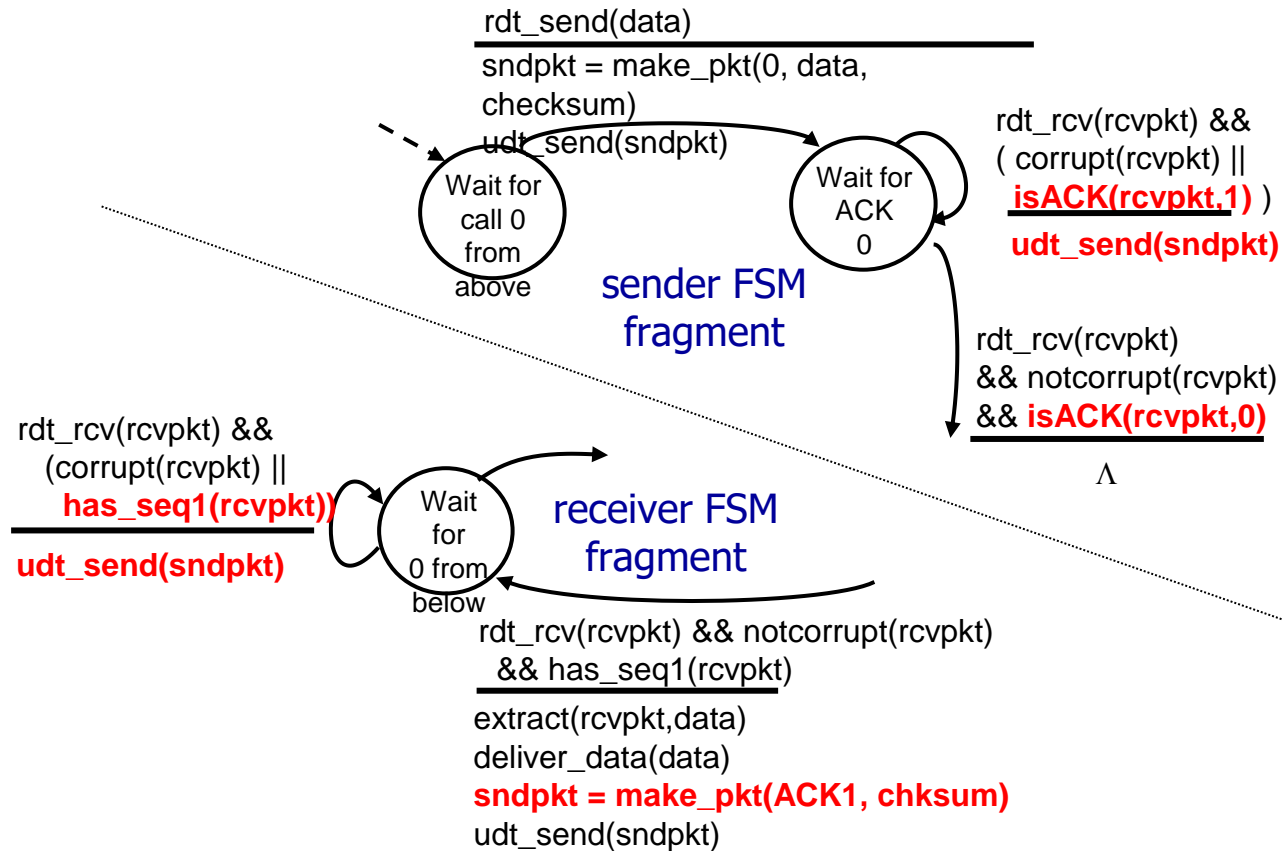 rdt_send(data)
sndpkt = make_pkt(0, data,
checksum)
udt_send(sndpkt)
Wait for
call 0
from
above
Wait for
ACK
0
rdt_rcv(rcvpkt) &&
( corrupt(rcvpkt) ||
isACK(rcvpkt,1) )
udt_send(sndpkt)
sender FSM
fragment
rdt_rcv(rcvpkt)
&& notcorrupt(rcvpkt)
&& isACK(rcvpkt,0)
Λ
rdt_rcv(rcvpkt) &&
(corrupt(rcvpkt) ||
has_seq1(rcvpkt))
udt_send(sndpkt)
Wait
for
0 from
below
receiver FSM
fragment
rdt_rcv(rcvpkt) && notcorrupt(rcvpkt)
&& has_seq1(rcvpkt)
extract(rcvpkt,data)
deliver_data(data)
sndpkt = make_pkt(ACK1, chksum)
udt_send(sndpkt)